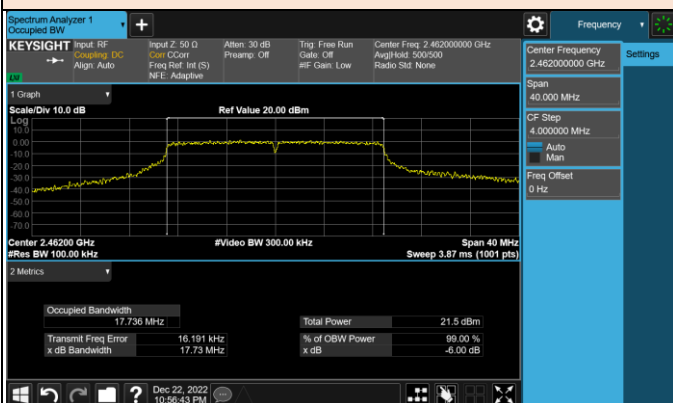 Spectrum Analyzer 1
Occupied BW
Frequency
KEYSIGHT
Input: RF
Coupling: DC
Align: Auto
Input Z: 50 Ω
Corr CCorr
Freq Ref: Int (S)
NFE: Adaptive
Atten: 30 dB
Preamp: Off
Trig: Free Run
Gate: Off
#IF Gain: Low
Center Freq: 2.462000000 GHz
Avg|Hold: 500/500
Radio Std: None
Center Frequency
2.462000000 GHz
Settings
Span
40.000 MHz
CF Step
4.000000 MHz
Auto
Man
Freq Offset
0 Hz
1 Graph
Scale/Div 10.0 dB
Ref Value 20.00 dBm
Log
10.0
0.00
-10.0
-20.0
-30.0
-40.0
-50.0
-60.0
-70.0
Center 2.46200 GHz
#Video BW 300.00 kHz
Span 40 MHz
#Res BW 100.00 kHz
Sweep 3.87 ms (1001 pts)
2 Metrics
Occupied Bandwidth
17.736 MHz
Total Power
21.5 dBm
Transmit Freq Error
16.191 kHz
% of OBW Power
99.00 %
x dB Bandwidth
17.73 MHz
x dB
-6.00 dB
?
Dec 22, 2022
10:56:43 PM